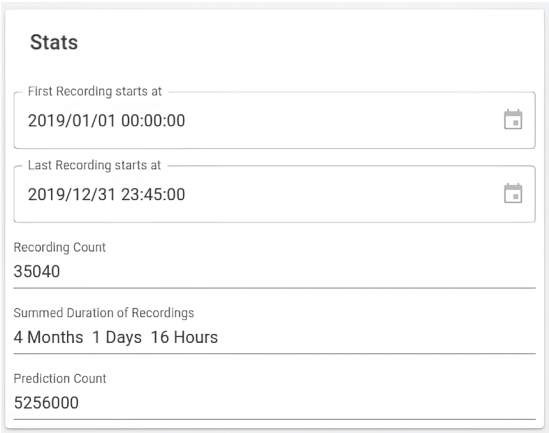 Stats
First Recording starts at
2019/01/01 00:00:00
Last Recording starts at
2019/12/31 23:45:00
Recording Count
35040
Summed Duration of Recordings
4 Months 1 Days 16 Hours
Prediction Count
5256000